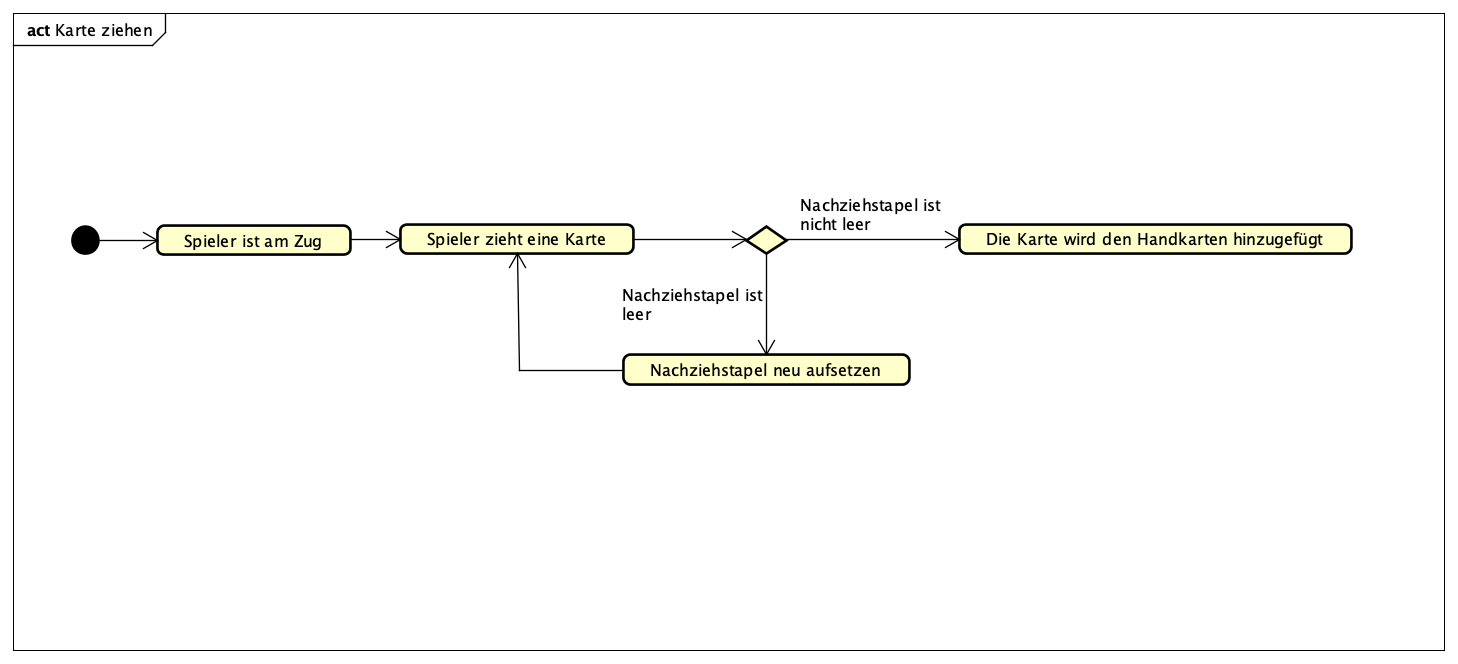 act Karte ziehen
Spieler ist am Zug
Spieler zieht eine Karte
Nachziehstapel ist
nicht leer
Die Karte wird den Handkarten hinzugefügt
Nachziehstapel ist
leer
Nachziehstapel neu aufsetzen